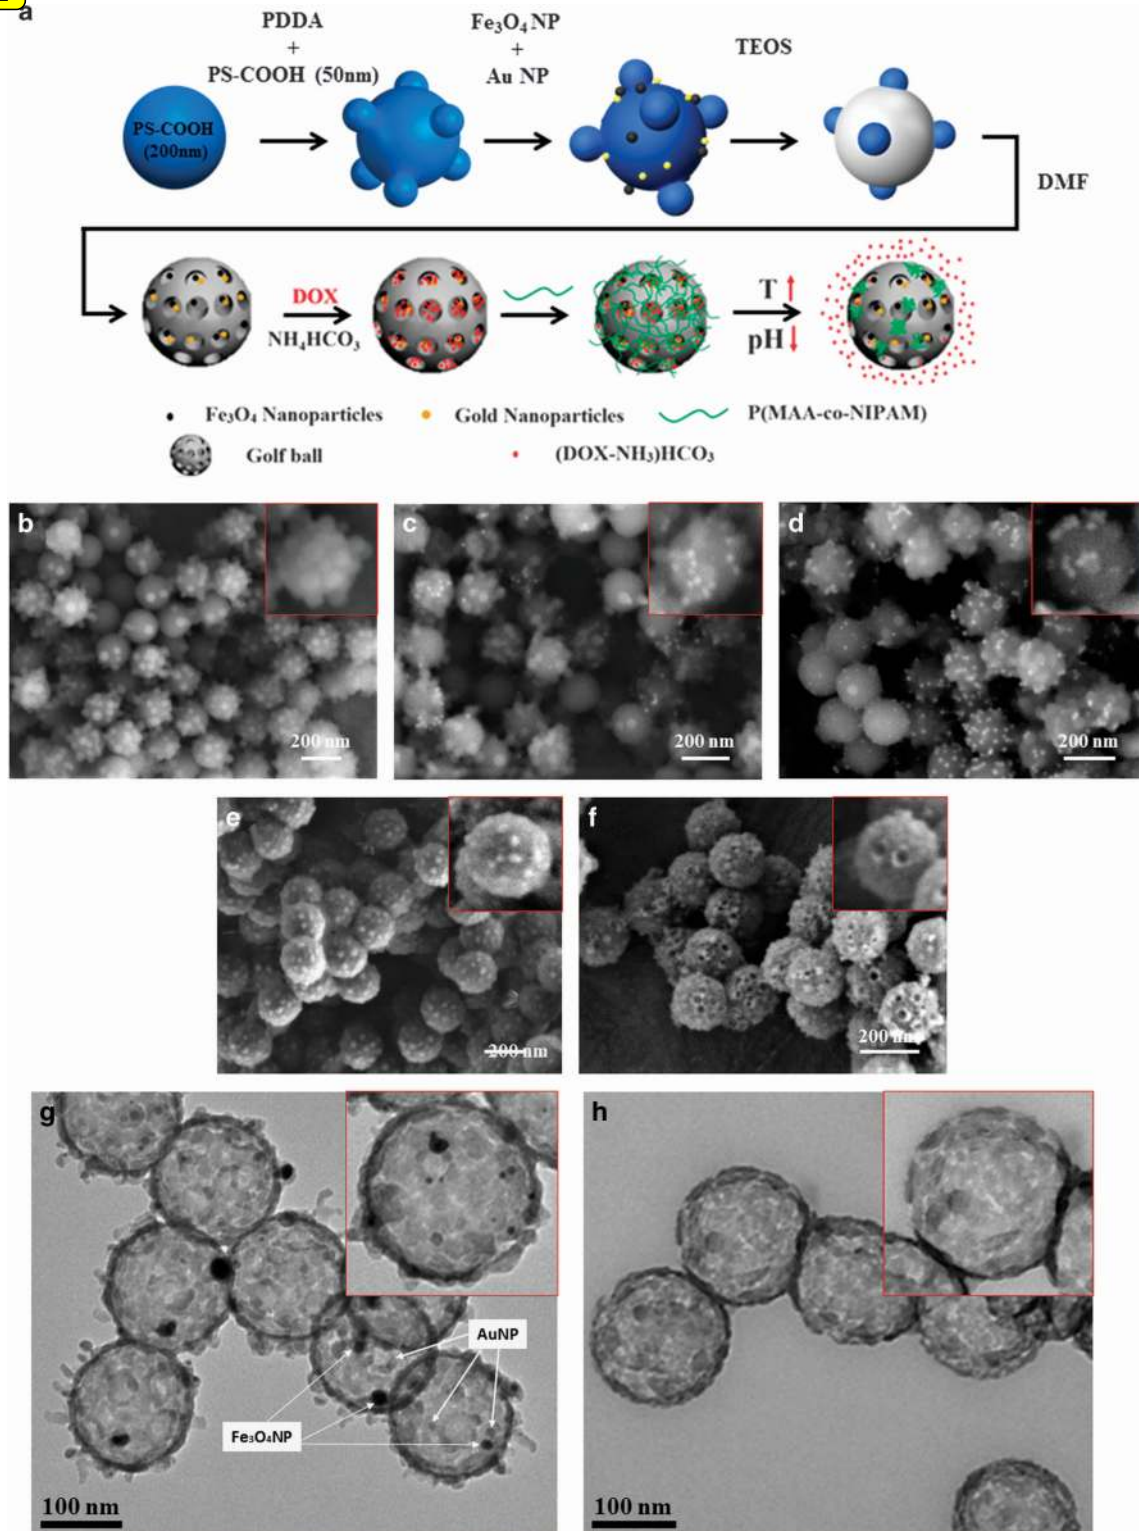 a
PDDA
+
PS-COOH (50nm)
Fe₃O₄ NP
+
Au NP
TEOS
PS-COOH
(200nm)
DMF
DOX
NH₄HCO₃
T
pH
Fe₃O₄ Nanoparticles
Gold Nanoparticles
P(MAA-co-NIPAM)
Golf ball
(DOX-NH₃)HCO₃
b
200 nm
c
200 nm
d
200 nm
e
200 nm
f
200 nm
g
AuNP
Fe₃O₄NP
100 nm
h
100 nm